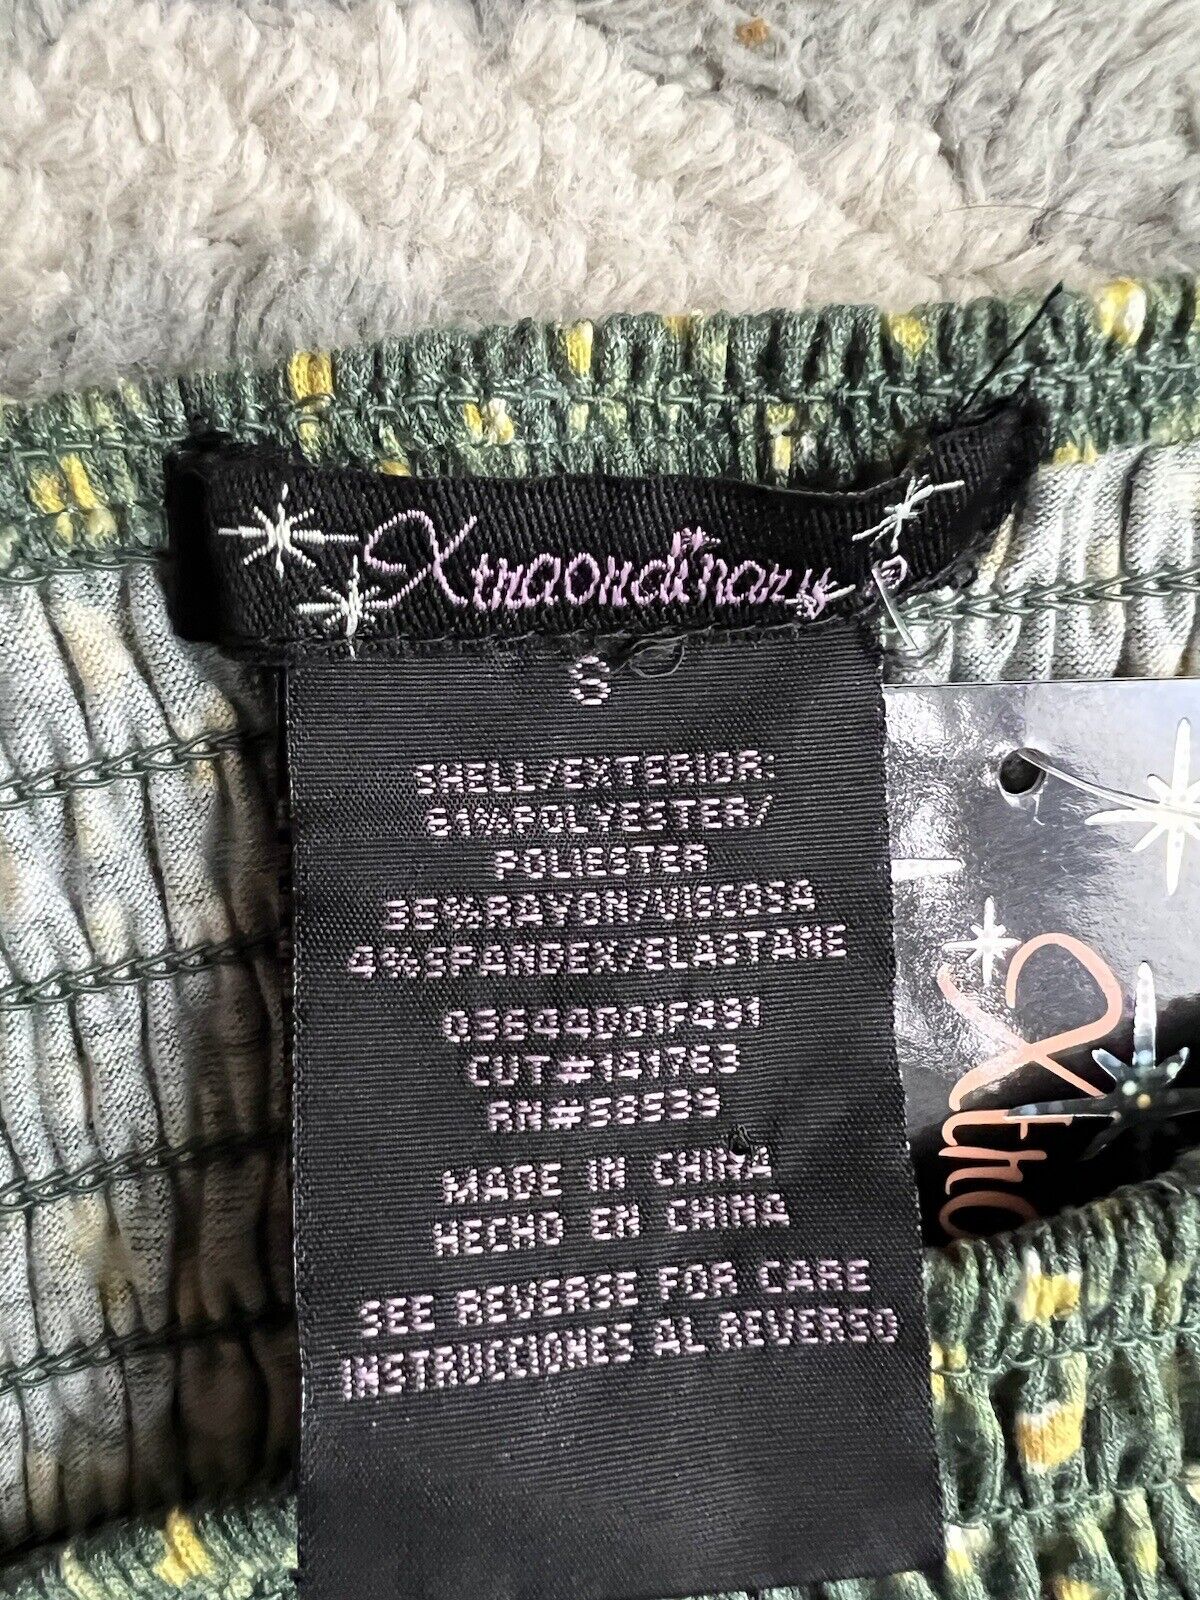 Xtraordinary
S
SHELL/EXTERIOR:
61%POLYESTER/
POLIESTER
35%RAYON/VISCOSA
4%SPANDEX/ELASTANE
CUT#141763
RN#58539
MADE IN CHINA
HECHO EN CHINA
SEE REVERSE FOR CARE
INSTRUCCIONES AL REVERSO
Xtra